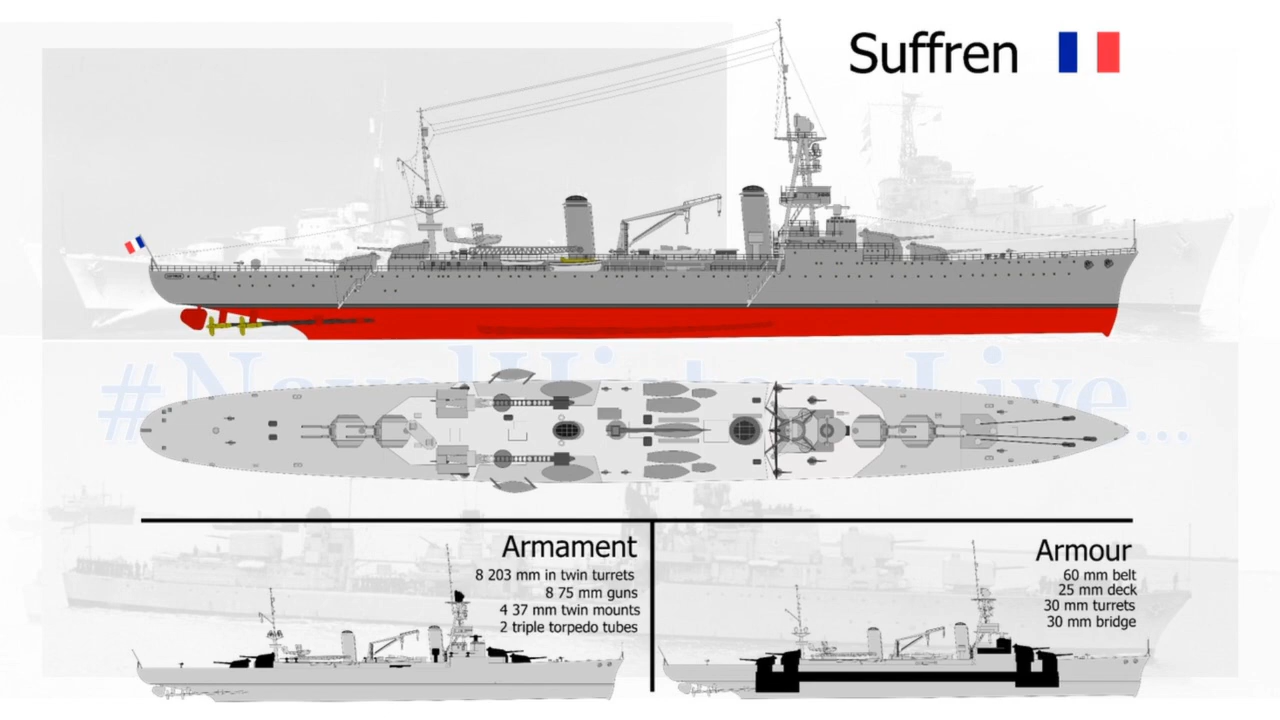 Suffren
#NavalHistoryLive...
Armament
8 203 mm in twin turrets
8 75 mm guns
4 37 mm twin mounts
2 triple torpedo tubes
Armour
60 mm belt
25 mm deck
30 mm turrets
30 mm bridge